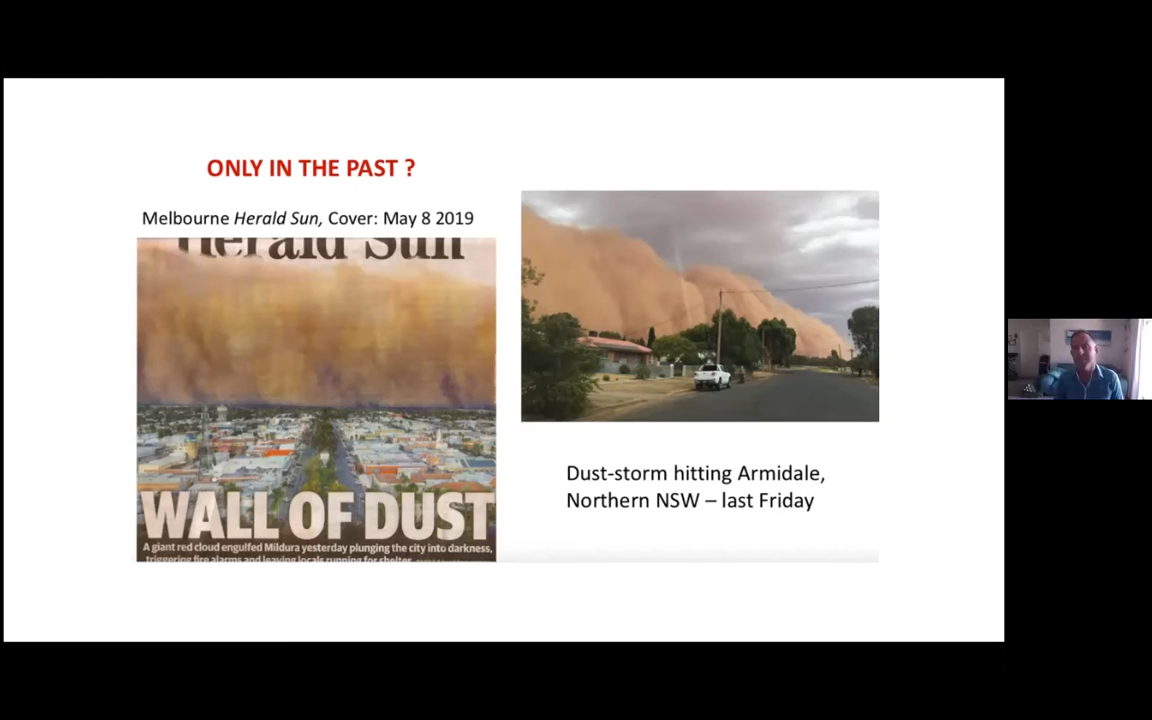 ONLY IN THE PAST ?
Melbourne Herald Sun, Cover: May 8 2019
Herald Sun
WALL OF DUST
A giant red cloud engulfed Mildura yesterday plunging the city into darkness,
triggering fire alarms and leaving locals running for shelter.
Dust-storm hitting Armidale,
Northern NSW – last Friday